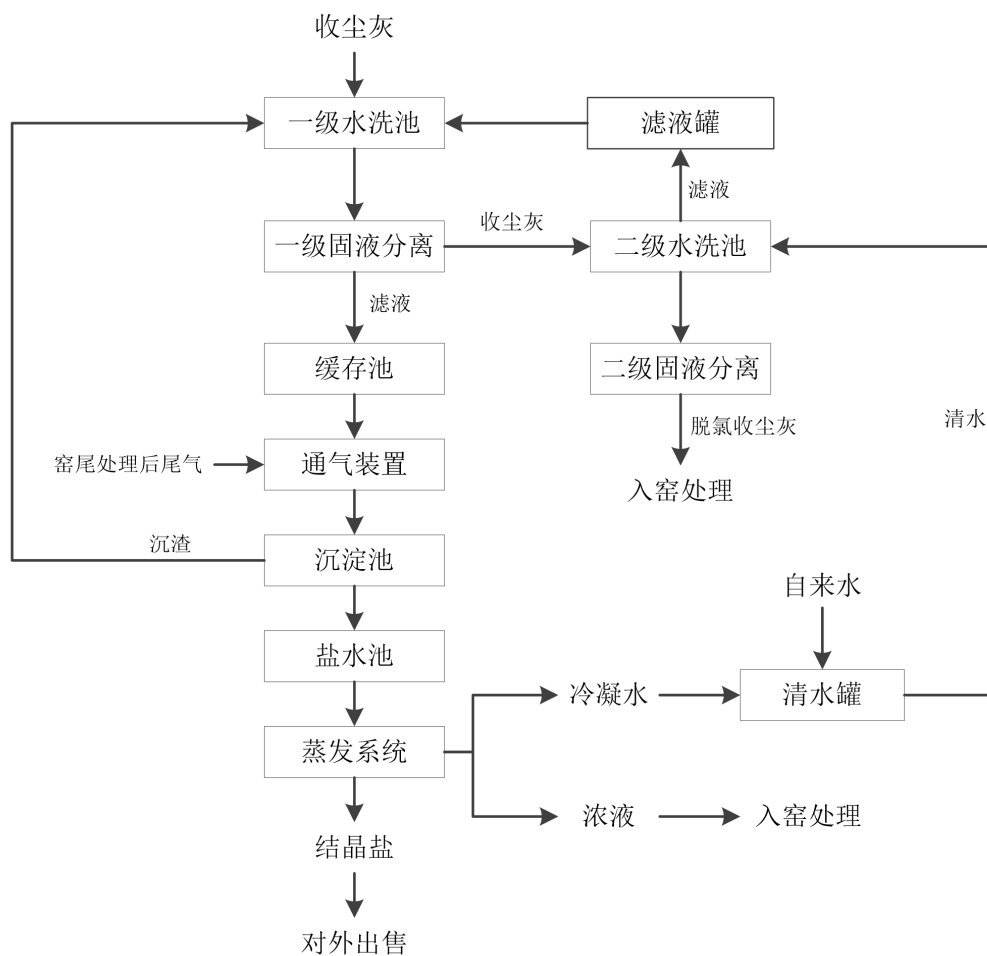 收尘灰
一级水洗池
滤液罐
滤液
一级固液分离
收尘灰
二级水洗池
滤液
缓存池
二级固液分离
清水
脱氯收尘灰
窑尾处理后尾气
通气装置
入窑处理
沉渣
沉淀池
自来水
盐水池
冷凝水
清水罐
蒸发系统
浓液
入窑处理
结晶盐
对外出售